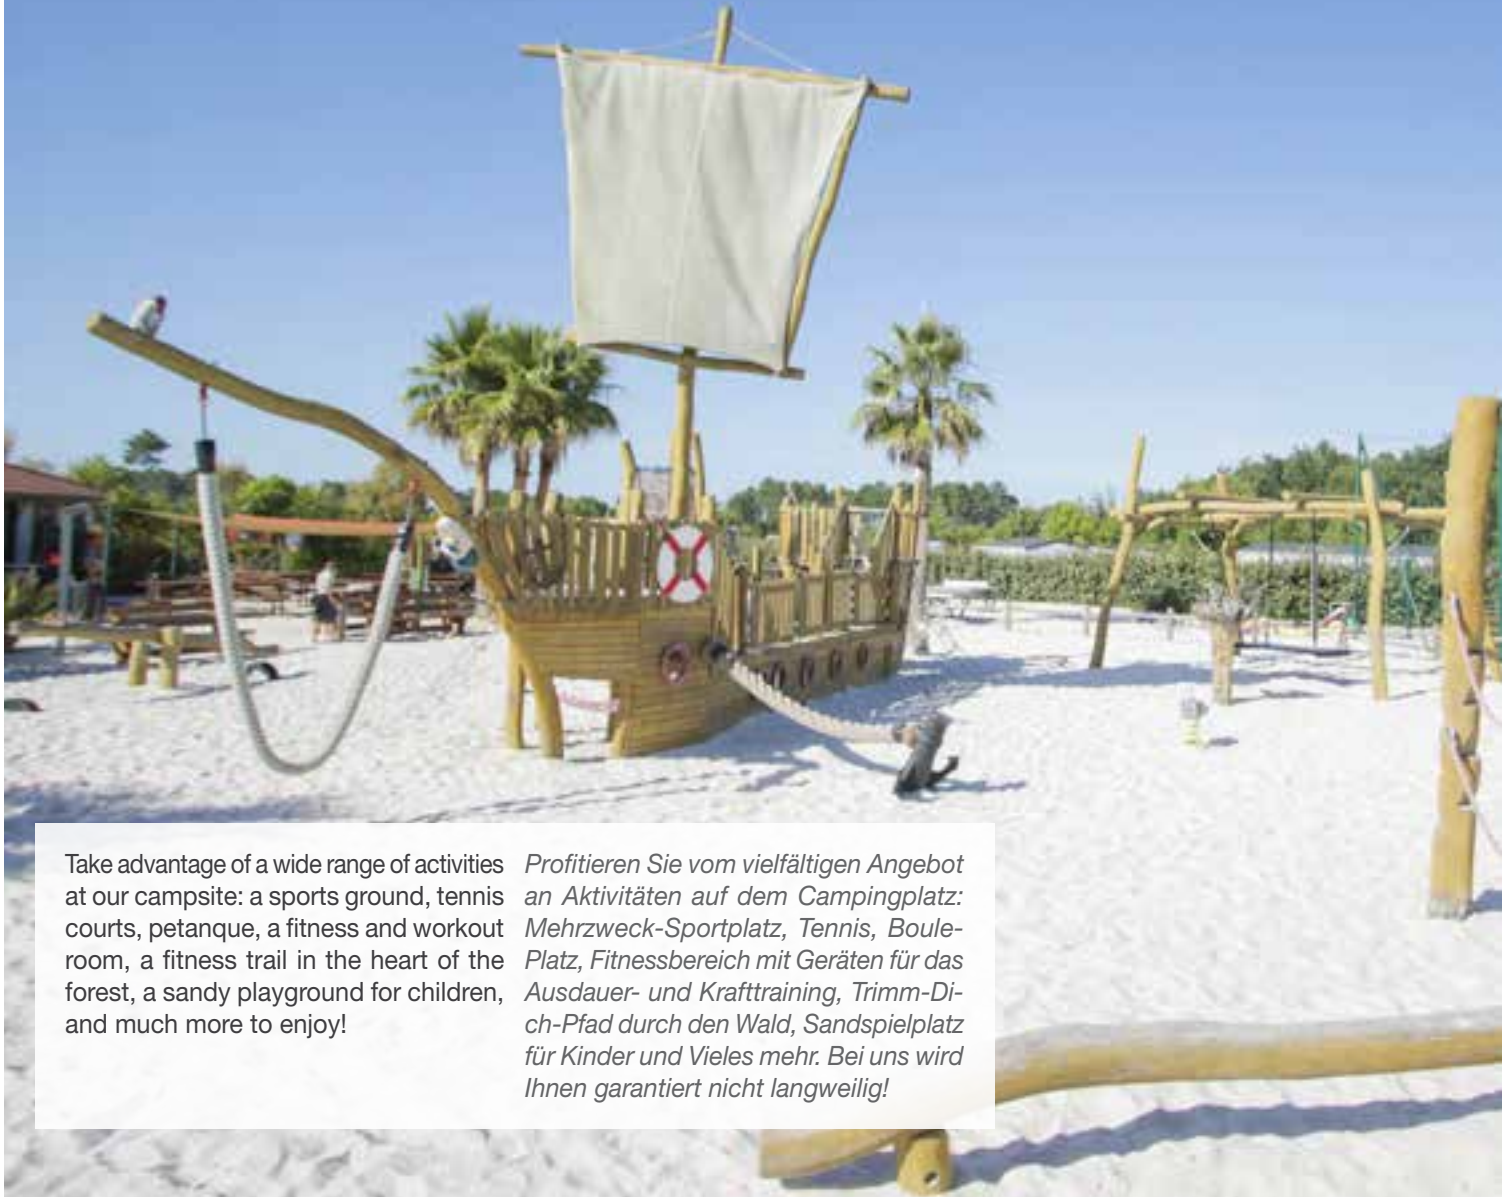 Take advantage of a wide range of activities
at our campsite: a sports ground, tennis
courts, petanque, a fitness and workout
room, a fitness trail in the heart of the
forest, a sandy playground for children,
and much more to enjoy!
Profitieren Sie vom vielfältigen Angebot
an Aktivitäten auf dem Campingplatz:
Mehrzweck-Sportplatz, Tennis, Boule-
Platz, Fitnessbereich mit Geräten für das
Ausdauer- und Krafttraining, Trimm-Di-
ch-Pfad durch den Wald, Sandspielplatz
für Kinder und Vieles mehr. Bei uns wird
Ihnen garantiert nicht langweilig!